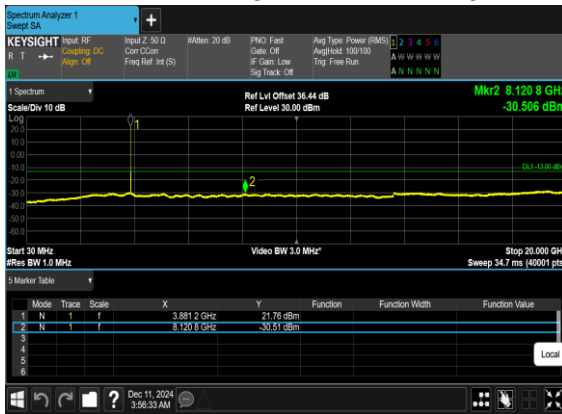 Spectrum Analyzer 1
Swept SA
+
KEYSIGHT Input: RF Input Z: 50 Ω #Atten: 20 dB PNO: Fast Avg Type: Power (RMS) 1 2 3 4 5 6
R T Coupling: DC Corr CCorr Gate: Off Avg|Hold: 100/100 A W W W W W
Align: Off Freq Ref: Int (S) IF Gain: Low Trig: Free Run
Sig Track: Off A N N N N N
1 Spectrum Ref Lvl Offset 36.44 dB Mkr2 8.120 8 GHz
Scale/Div 10 dB Ref Level 30.00 dBm -30.506 dBm
Log
20.0
10.0
0.00
-10.0
-20.0
-30.0
-40.0
-50.0
-60.0
1
2
DL1 -13.00 dBm
Start 30 MHz Video BW 3.0 MHz* Stop 20.000 GH
#Res BW 1.0 MHz Sweep 34.7 ms (40001 pts
5 Marker Table
Mode Trace Scale X Y Function Function Width Function Value
1 N 1 f 3.881 2 GHz 21.76 dBm
2 N 1 f 8.120 8 GHz -30.51 dBm
3
4
5
6
Local
? Dec 11, 2024
3:56:33 AM